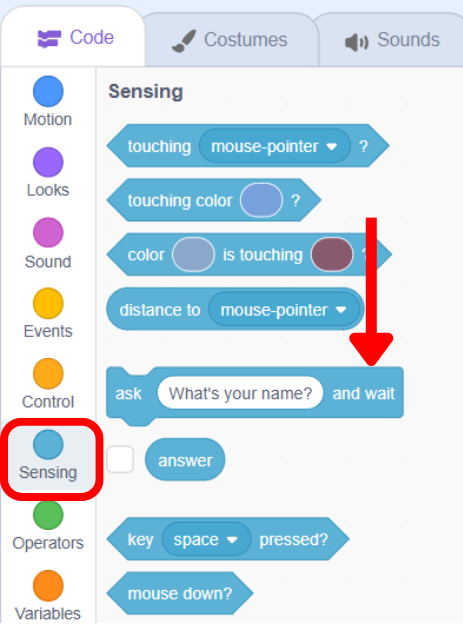 Code
Costumes
Sounds
Motion
Looks
Sound
Events
Control
Sensing
Operators
Variables
Sensing
touching mouse-pointer ?
touching color ?
color is touching ?
distance to mouse-pointer
ask What's your name? and wait
answer
key space pressed?
mouse down?